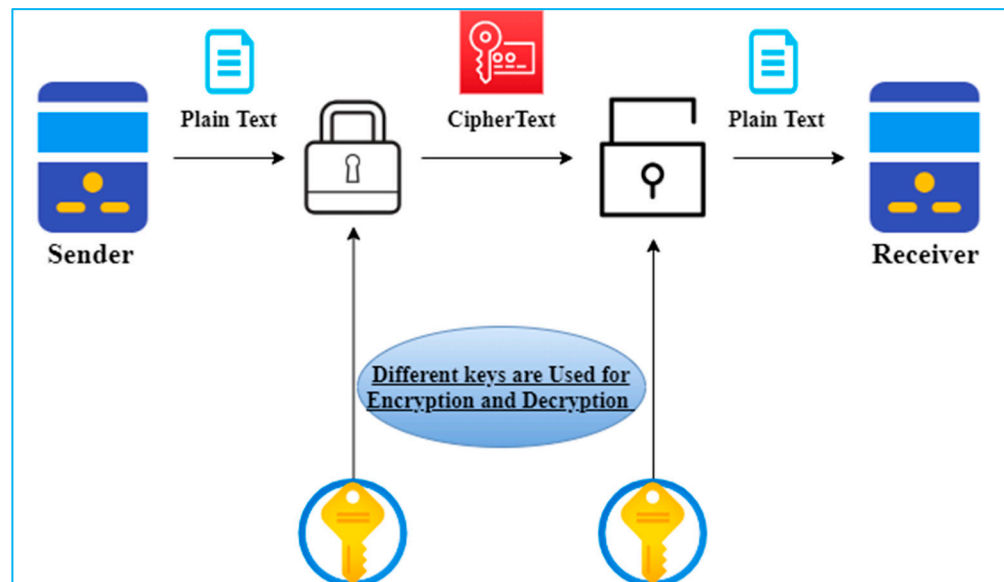 Plain Text
CipherText
Plain Text
Sender
Receiver
Different keys are Used for
Encryption and Decryption